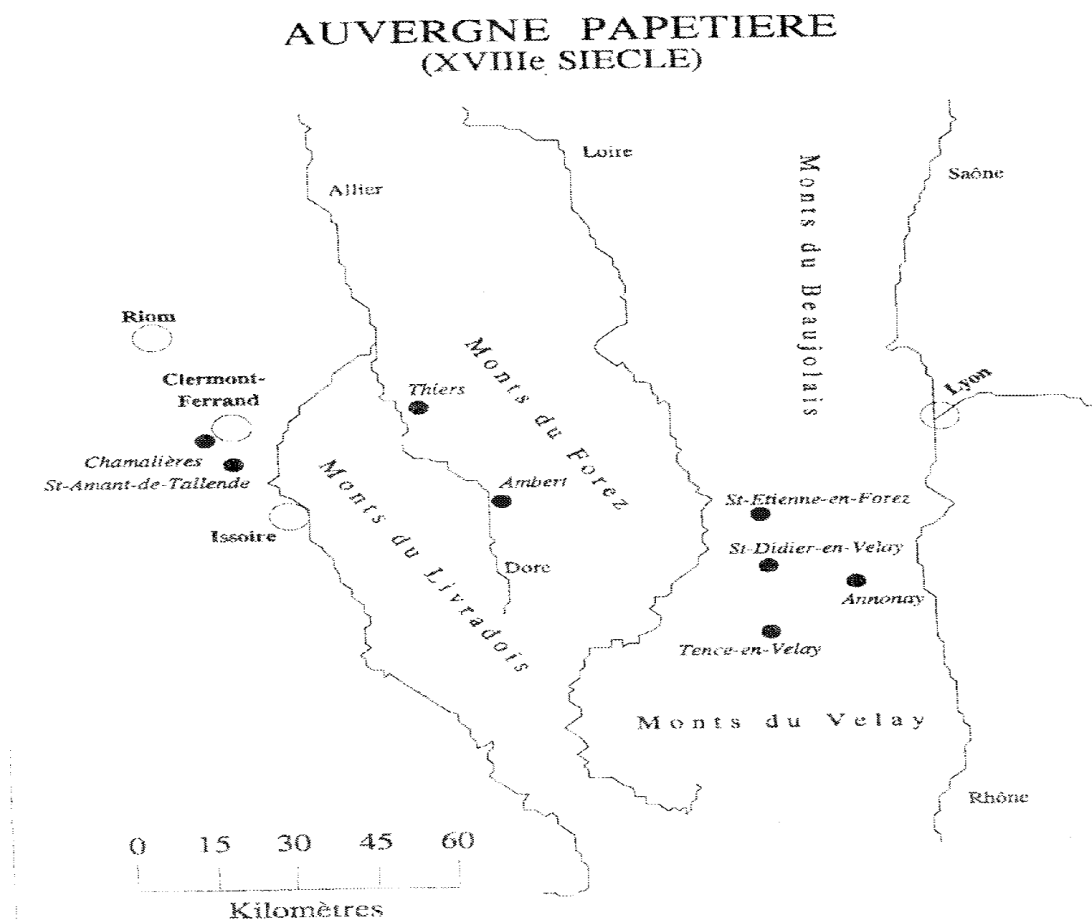 AUVERGNE PAPETIERE
(XVIIIe SIECLE)
Loire
Saône
Allier
Monts du Beaujolais
Riom
Monts du Forez
Clermont-
Ferrand
Thiers
Lyon
Chamalières
St-Amant-de-Tallende
Monts du Livradois
Ambert
St-Etienne-en-Forez
Issoire
St-Didier-en-Velay
Dore
Annonay
Tence-en-Velay
Monts du Velay
Rhône
0 15 30 45 60
Kilomètres